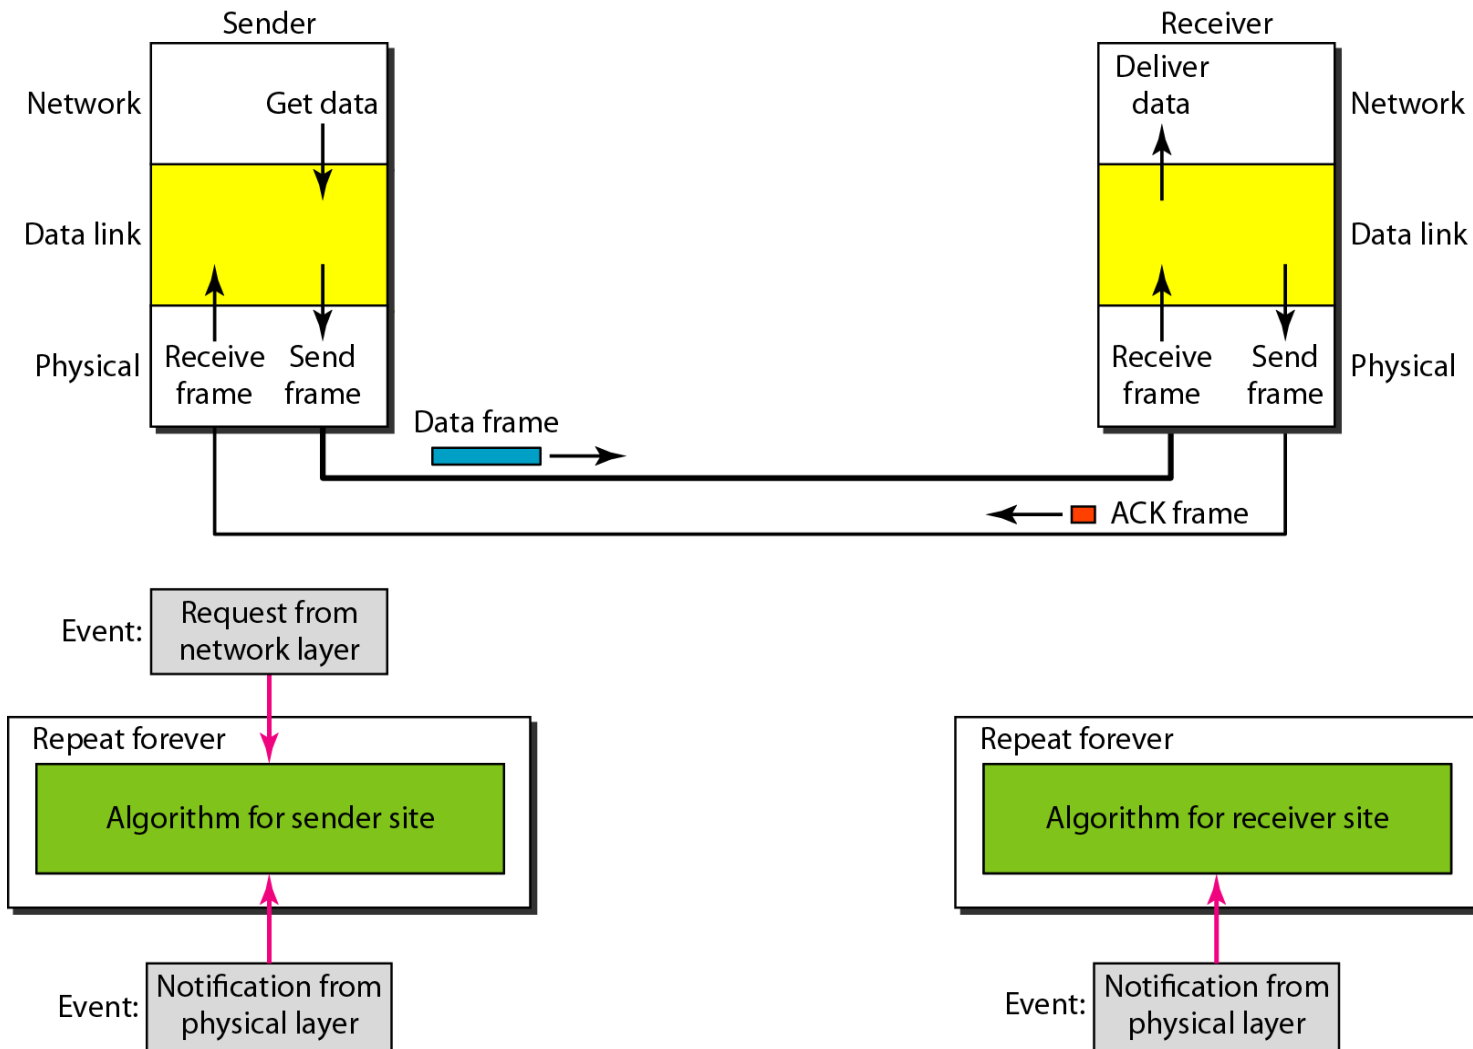 Sender
Receiver
Network
Get data
Deliver
data
Network
Data link
Data link
Physical
Receive
frame
Send
frame
Receive
frame
Send
frame
Physical
Data frame
ACK frame
Event:
Request from
network layer
Repeat forever
Algorithm for sender site
Repeat forever
Algorithm for receiver site
Event:
Notification from
physical layer
Event:
Notification from
physical layer